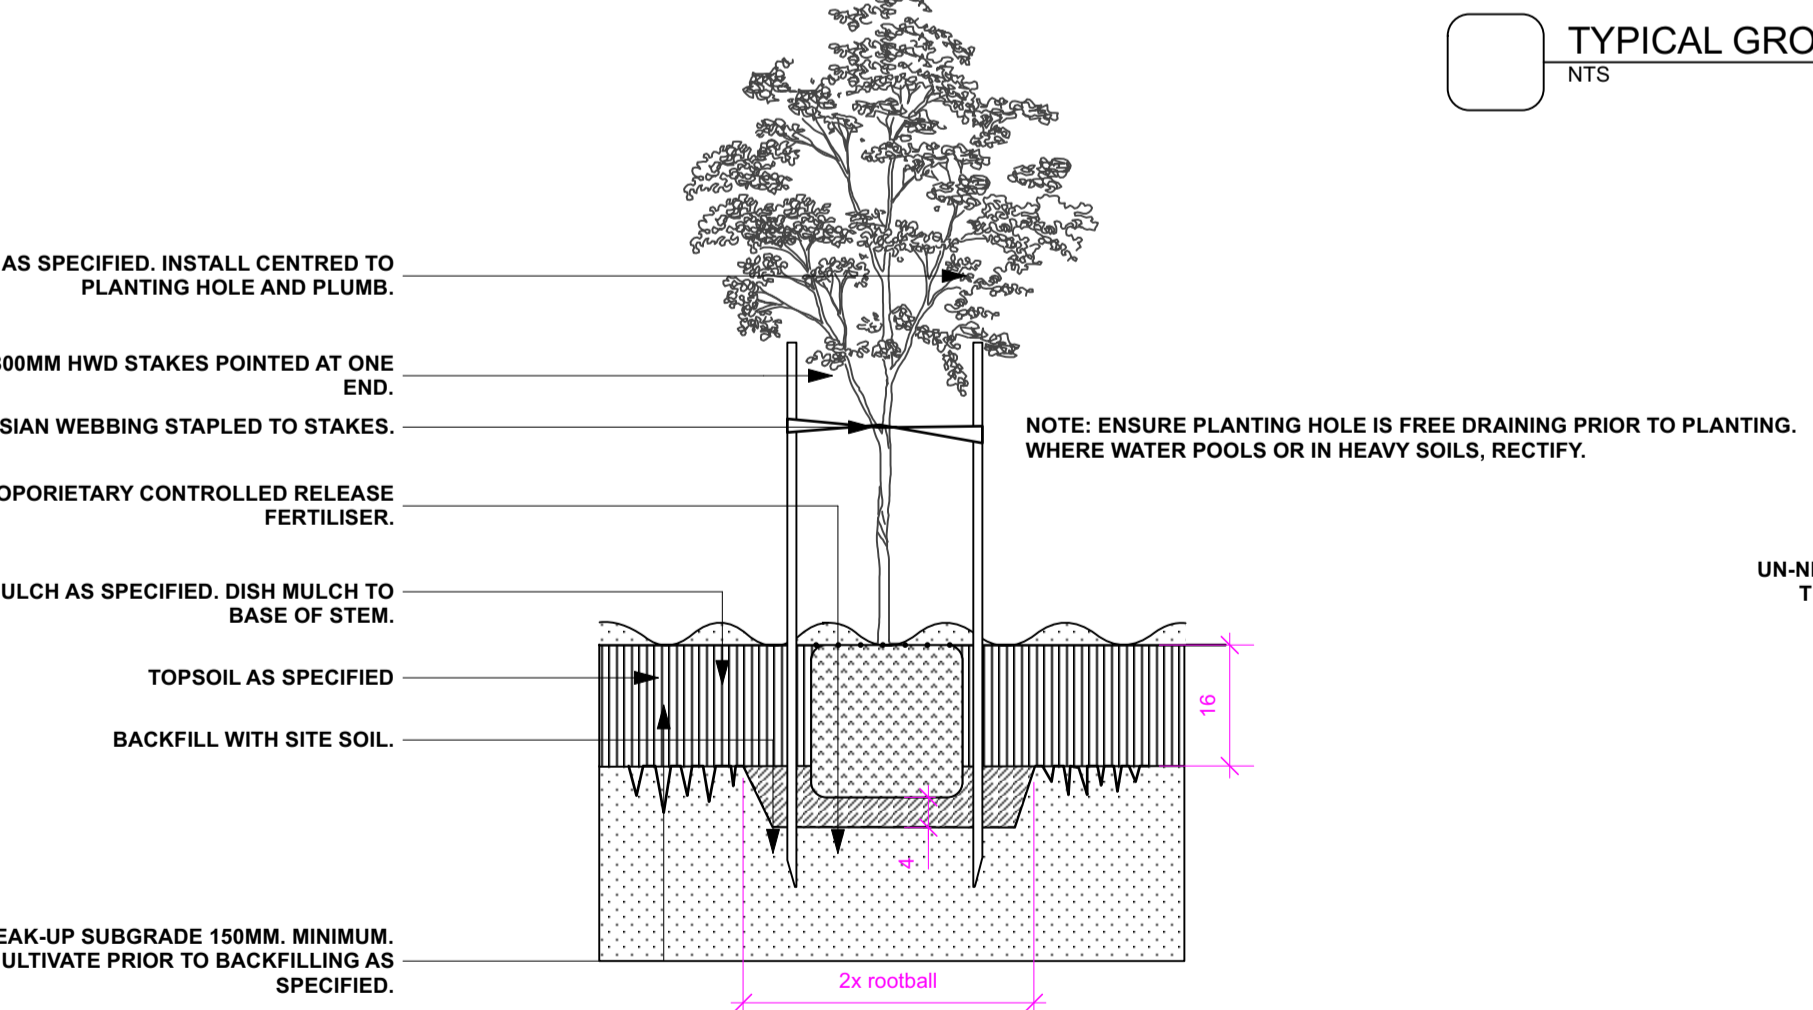 TYPICAL GRO
NTS
AS SPECIFIED. INSTALL CENTRED TO
PLANTING HOLE AND PLUMB.
300MM HWD STAKES POINTED AT ONE
END.
SIAN WEBBING STAPLED TO STAKES.
NOTE: ENSURE PLANTING HOLE IS FREE DRAINING PRIOR TO PLANTING.
WHERE WATER POOLS OR IN HEAVY SOILS, RECTIFY.
OPORIETARY CONTROLLED RELEASE
FERTILISER.
ULCH AS SPECIFIED. DISH MULCH TO
BASE OF STEM.
UN-N
T
TOPSOIL AS SPECIFIED
16
BACKFILL WITH SITE SOIL.
4
EAK-UP SUBGRADE 150MM. MINIMUM.
ULTIVATE PRIOR TO BACKFILLING AS
SPECIFIED.
2x rootball